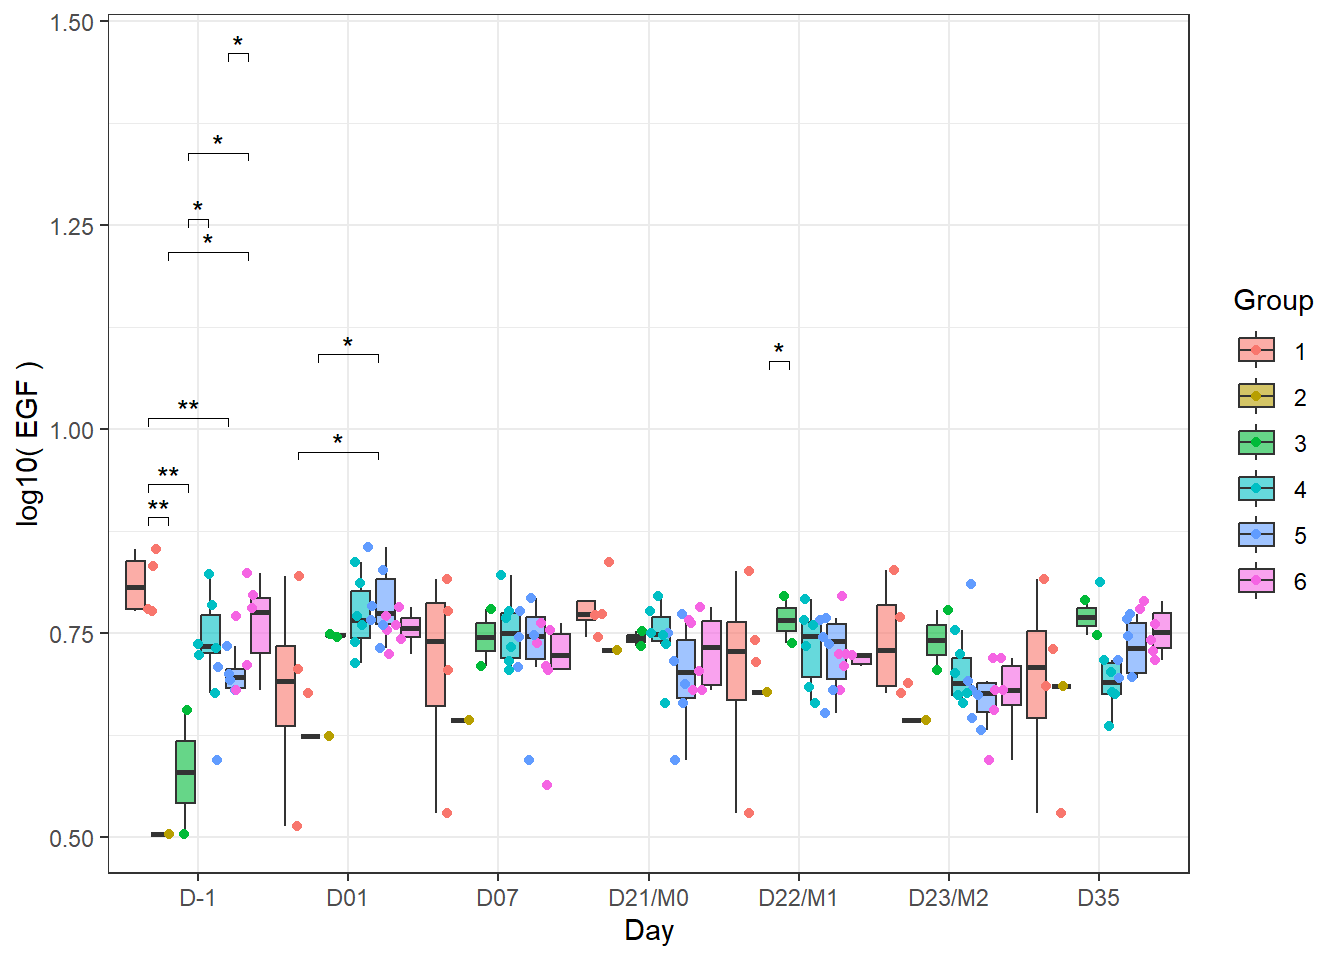 1.50
1.25
1.00
0.75
0.50
log10( EGF )
*
*
*
*
*
*
**
*
**
**
D-1
D01
D07
D21/M0
D22/M1
D23/M2
D35
Day
Group
1
2
3
4
5
6